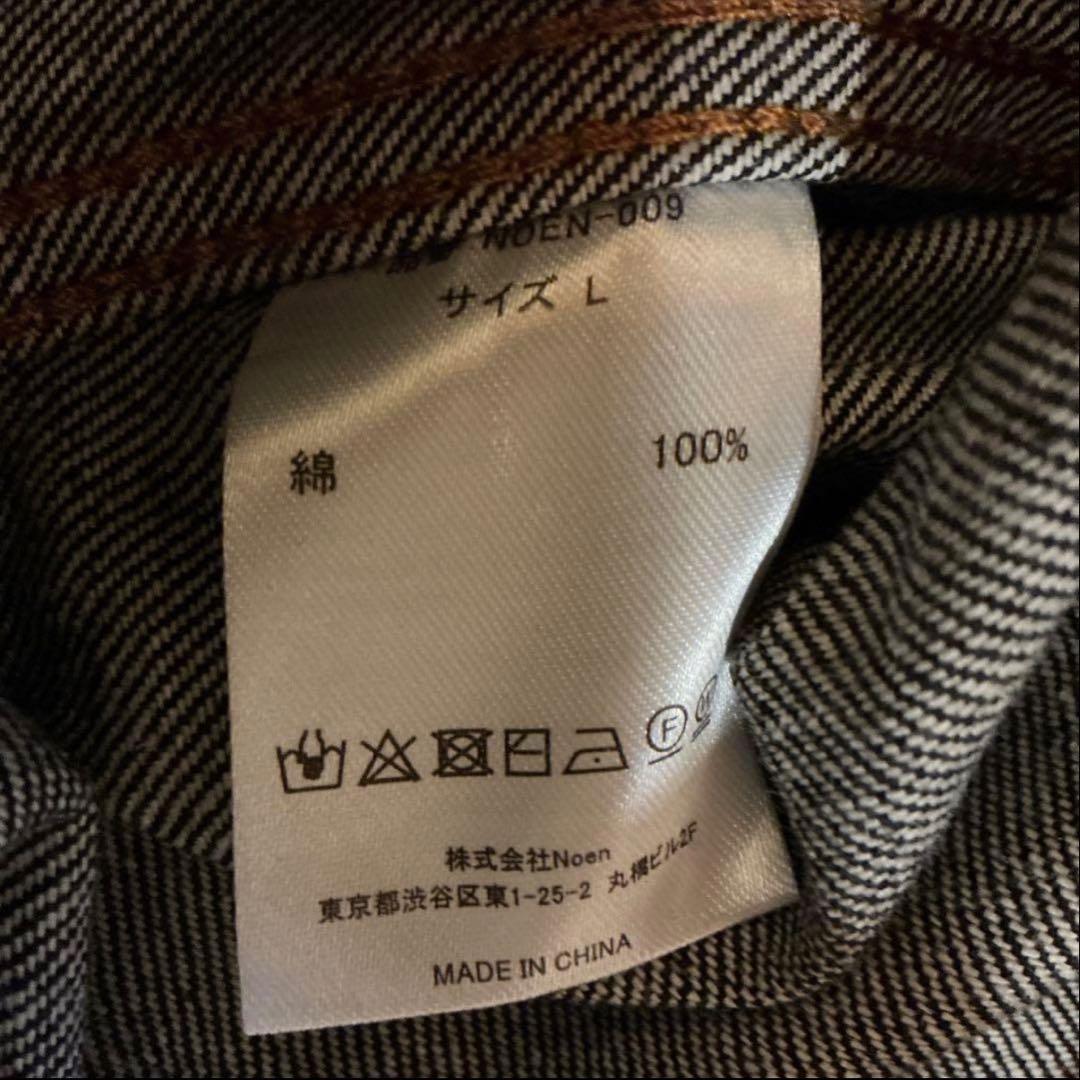 NOEN-009
サイズ L
綿 100%
F
株式会社Noen
東京都渋谷区東1-25-2 丸橋ビル2F
MADE IN CHINA